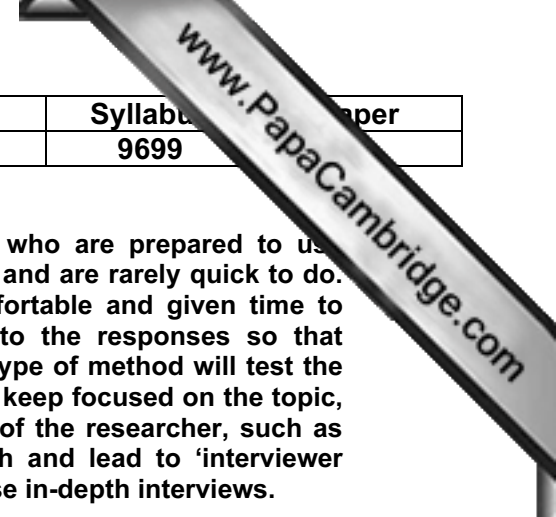 www.PapaCambridge.com
Syllabu per
9699
who are prepared to us
and are rarely quick to do.
fortable and given time to
to the responses so that
ype of method will test the
keep focused on the topic,
of the researcher, such as
h and lead to ‘interviewer
se in-depth interviews.